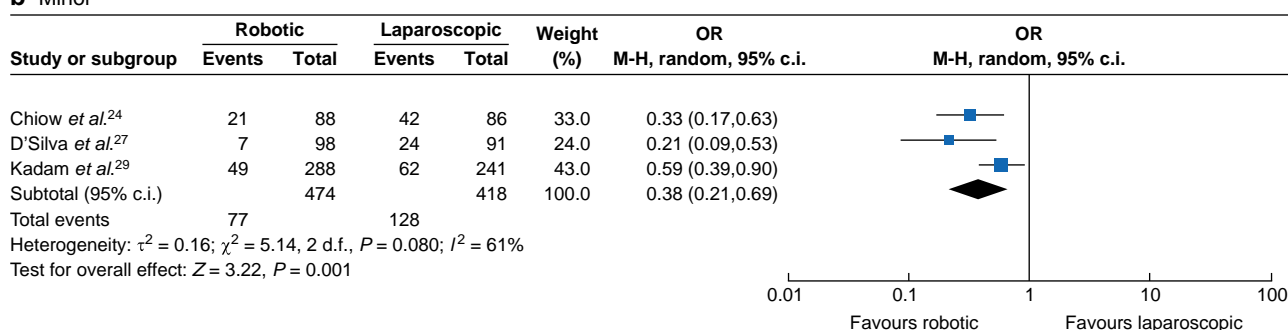 b Minor
Robotic Laparoscopic Weight OR OR
Study or subgroup Events Total Events Total (%) M-H, random, 95% c.i. M-H, random, 95% c.i.
Chiow et al.24 21 88 42 86 33.0 0.33 (0.17,0.63)
D'Silva et al.27 7 98 24 91 24.0 0.21 (0.09,0.53)
Kadam et al.29 49 288 62 241 43.0 0.59 (0.39,0.90)
Subtotal (95% c.i.) 474 418 100.0 0.38 (0.21,0.69)
Total events 77 128
Heterogeneity: τ2 = 0.16; χ2 = 5.14, 2 d.f., P = 0.080; I2 = 61%
Test for overall effect: Z = 3.22, P = 0.001
0.01 0.1 1 10 100
Favours robotic Favours laparoscopic